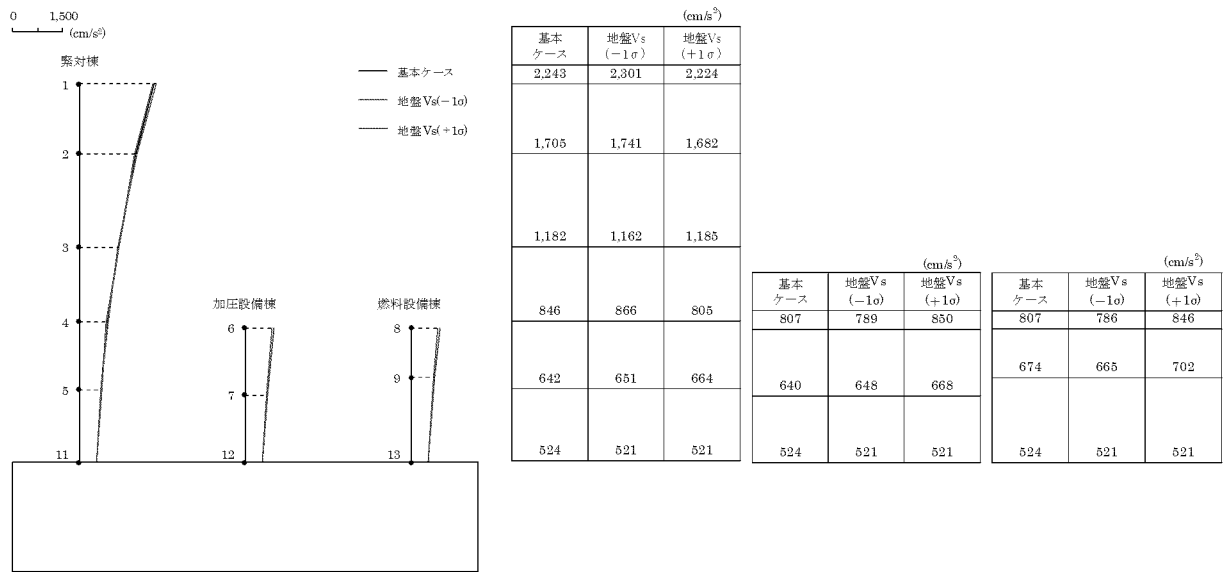 0 1,500
(cm/s²)
緊対棟
1
2
3
4
5
11
基本ケース
地盤Vs(−1σ)
地盤Vs(+1σ)
加圧設備棟
6
7
12
燃料設備棟
8
9
13
(cm/s²)
基本ケース 地盤Vs(−1σ) 地盤Vs(+1σ)
2,243 2,301 2,224
1,705 1,741 1,682
1,182 1,162 1,185
846 866 805
642 651 664
524 521 521
(cm/s²)
基本ケース 地盤Vs(−1σ) 地盤Vs(+1σ)
807 789 850
640 648 668
524 521 521
(cm/s²)
基本ケース 地盤Vs(−1σ) 地盤Vs(+1σ)
807 786 846
674 665 702
524 521 521